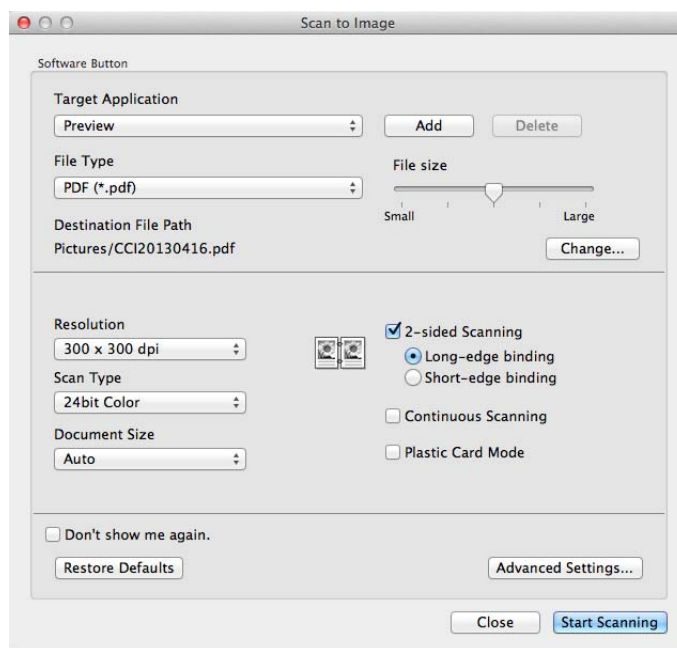 Scan to Image
Software Button
Target Application
Preview
Add
Delete
File Type
File size
PDF (*.pdf)
Small
Large
Destination File Path
Pictures/CCI20130416.pdf
Change...
Resolution
300 x 300 dpi
2-sided Scanning
Long-edge binding
Scan Type
Short-edge binding
24bit Color
Continuous Scanning
Document Size
Auto
Plastic Card Mode
Don't show me again.
Restore Defaults
Advanced Settings...
Close
Start Scanning